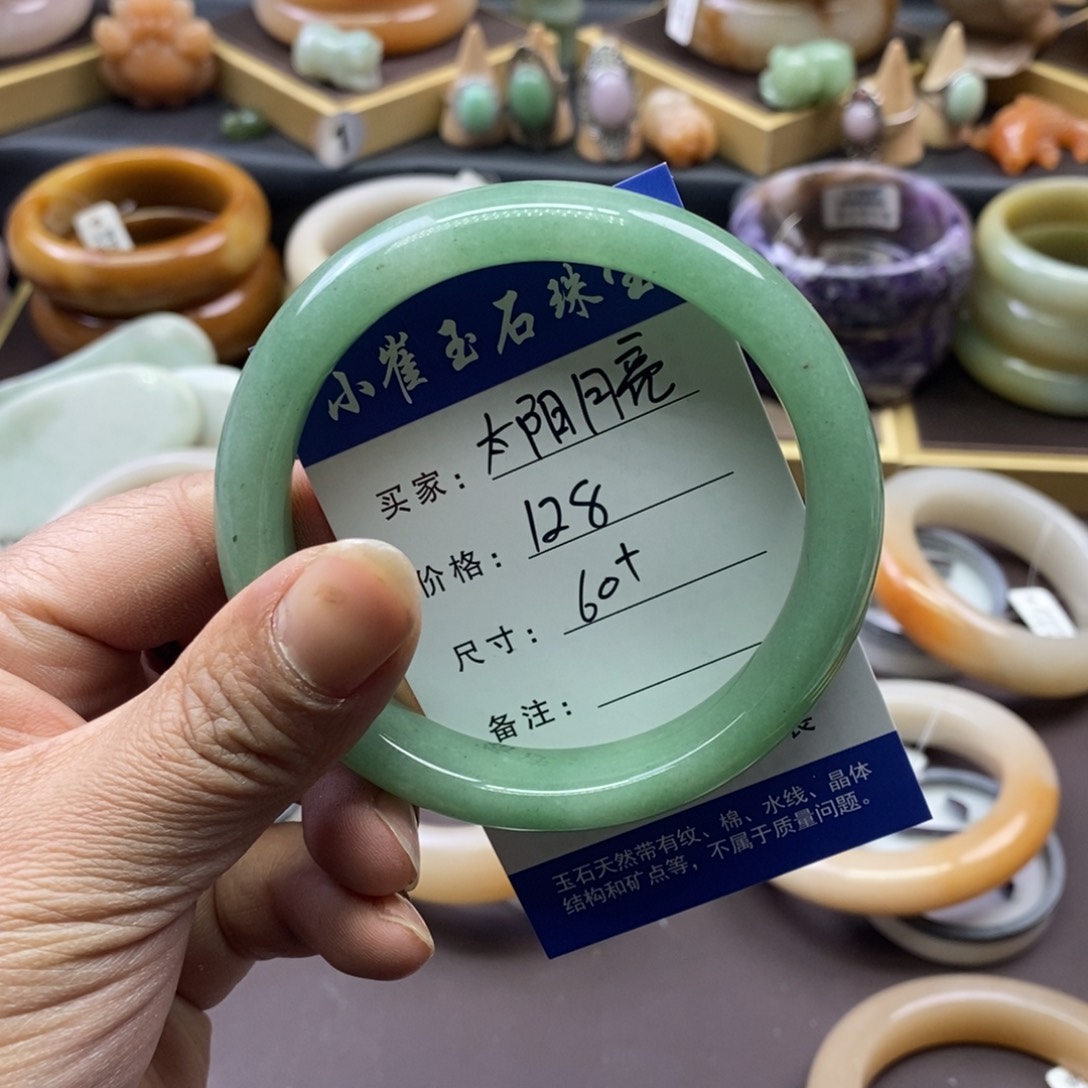 小崔玉石珠宝
买家：太阳月亮
价格：128
尺寸：60+
备注：
玉石天然带有纹、棉、水线、晶体
结构和矿点等，不属于质量问题。
1